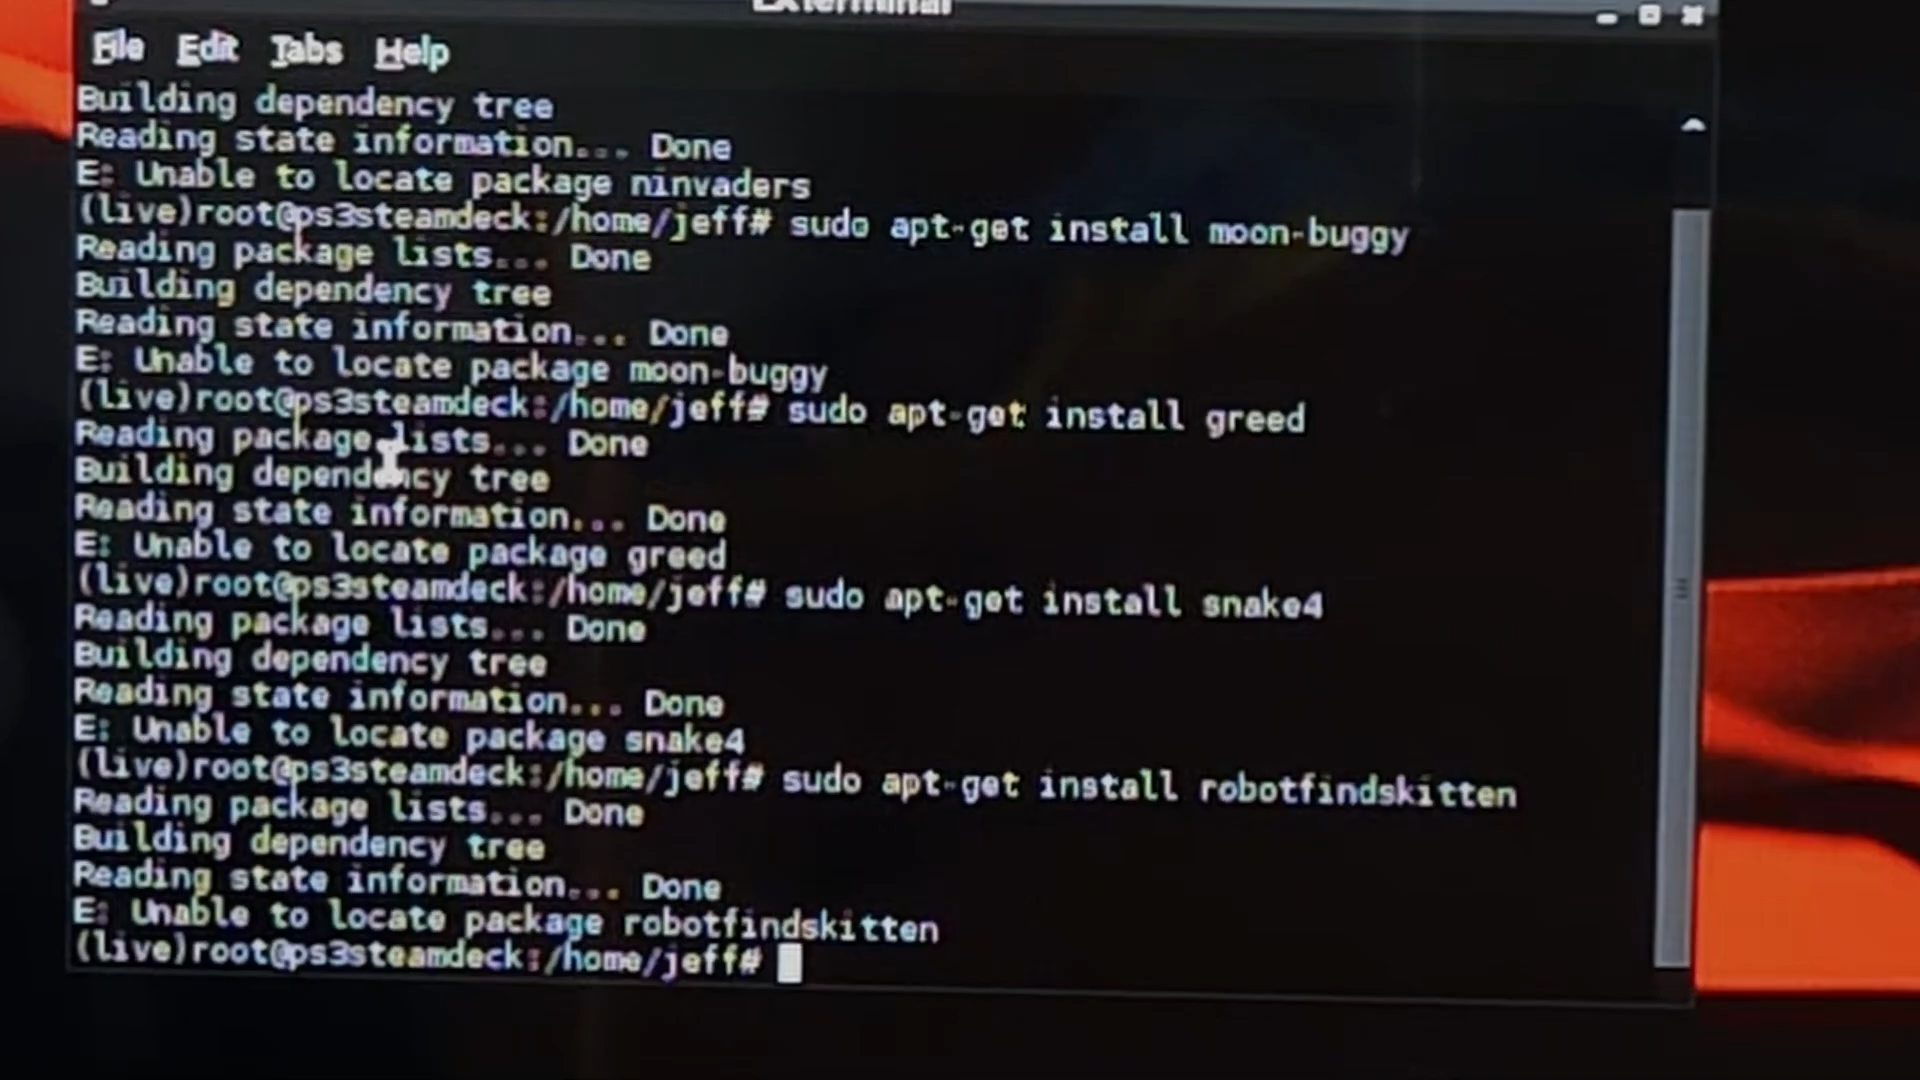 LXTerminal
File Edit Tabs Help
Building dependency tree
Reading state information... Done
E: Unable to locate package ninvaders
(live)root@ps3steamdeck:/home/jeff# sudo apt-get install moon-buggy
Reading package lists... Done
Building dependency tree
Reading state information... Done
E: Unable to locate package moon-buggy
(live)root@ps3steamdeck:/home/jeff# sudo apt-get install greed
Reading package lists... Done
Building dependency tree
Reading state information... Done
E: Unable to locate package greed
(live)root@ps3steamdeck:/home/jeff# sudo apt-get install snake4
Reading package lists... Done
Building dependency tree
Reading state information... Done
E: Unable to locate package snake4
(live)root@ps3steamdeck:/home/jeff# sudo apt-get install robotfindskitten
Reading package lists... Done
Building dependency tree
Reading state information... Done
E: Unable to locate package robotfindskitten
(live)root@ps3steamdeck:/home/jeff#